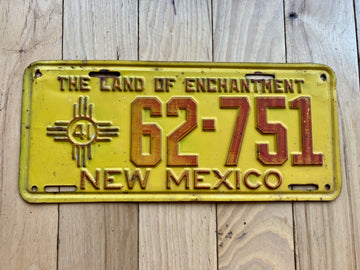 THE LAND OF ENCHANTMENT
41 62-751
NEW MEXICO